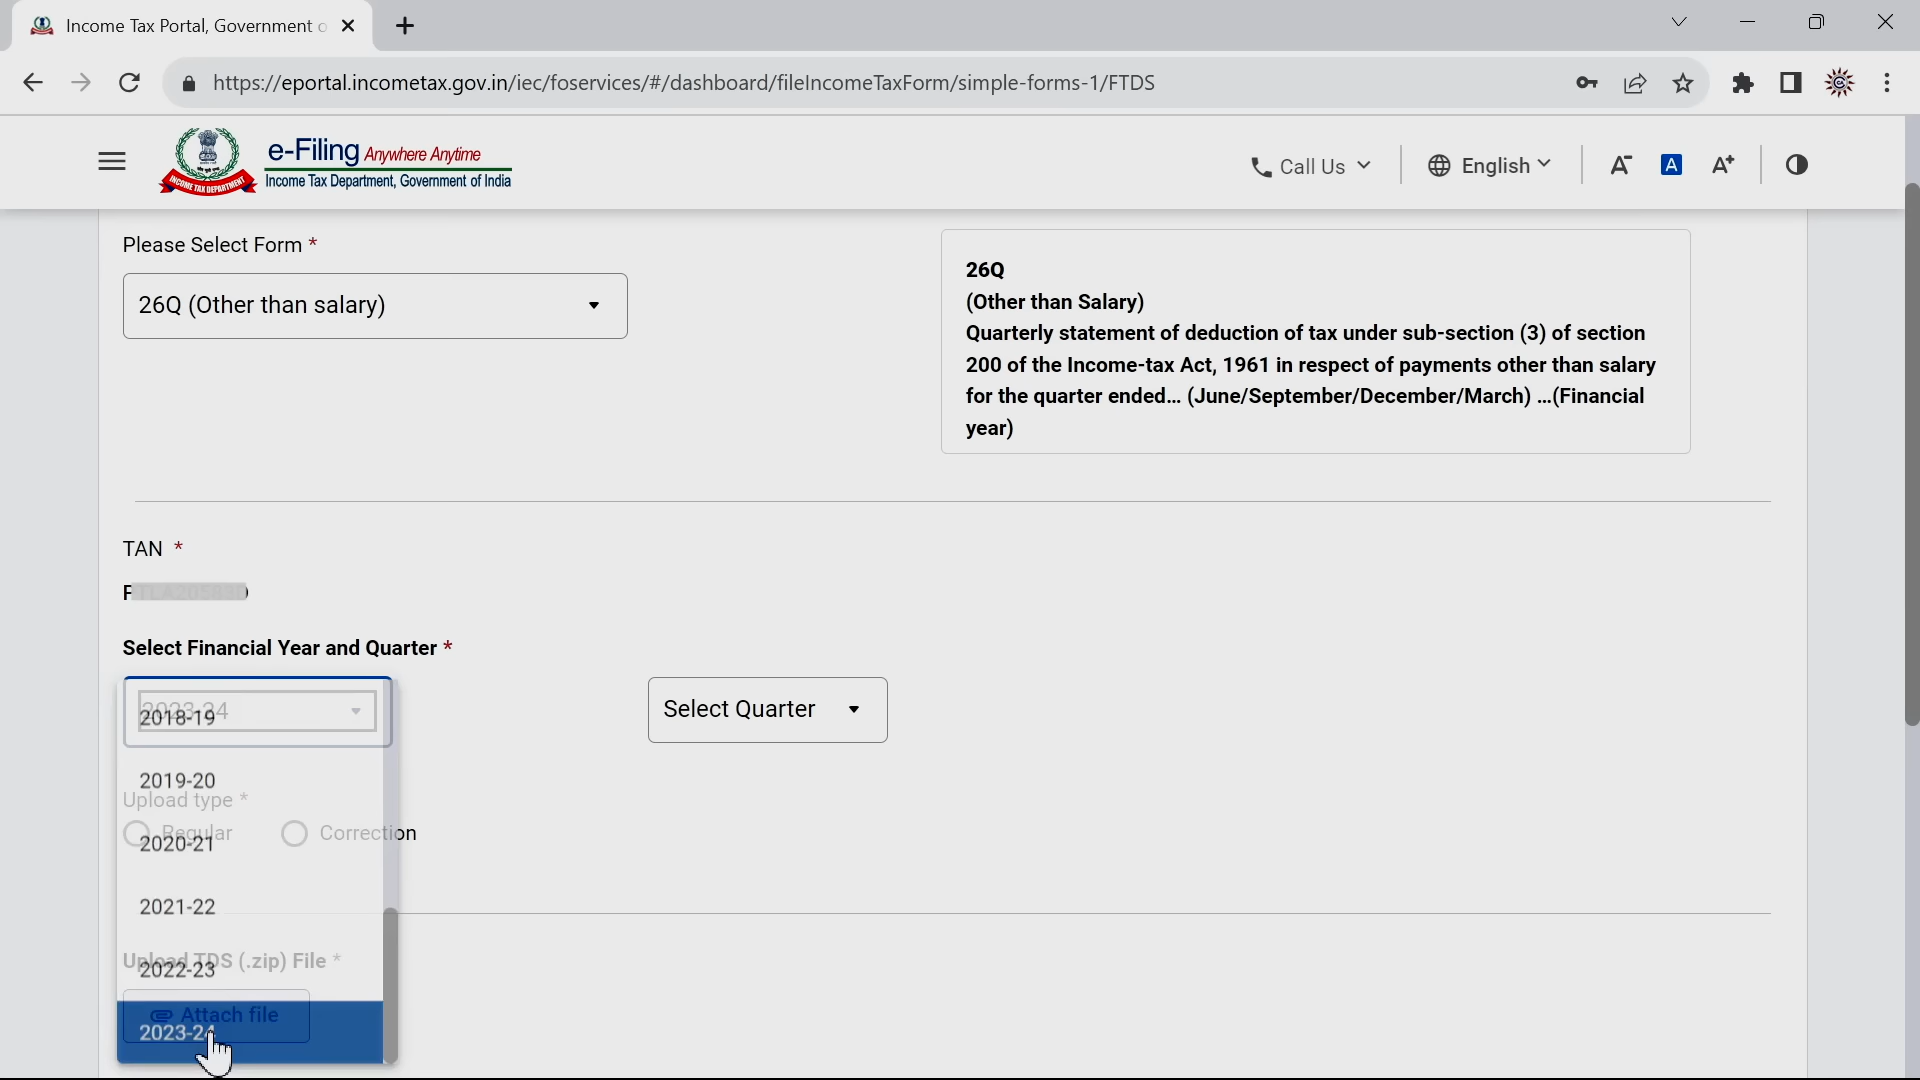 Income Tax Portal, Government o
https://eportal.incometax.gov.in/iec/foservices/#/dashboard/fileIncomeTaxForm/simple-forms-1/FTDS
e-Filing Anywhere Anytime
Income Tax Department, Government of India
INCOME TAX DEPARTMENT
Call Us
English
A-
A
A+
Please Select Form *
26Q (Other than salary)
26Q
(Other than Salary)
Quarterly statement of deduction of tax under sub-section (3) of section
200 of the Income-tax Act, 1961 in respect of payments other than salary
for the quarter ended... (June/September/December/March) ...(Financial
year)
TAN *
Select Financial Year and Quarter *
2023-24
2018-19
Select Quarter
2019-20
Upload type *
Regular
Correction
2020-21
2021-22
Upload TDS (.zip) File *
2022-23
Attach file
2023-24